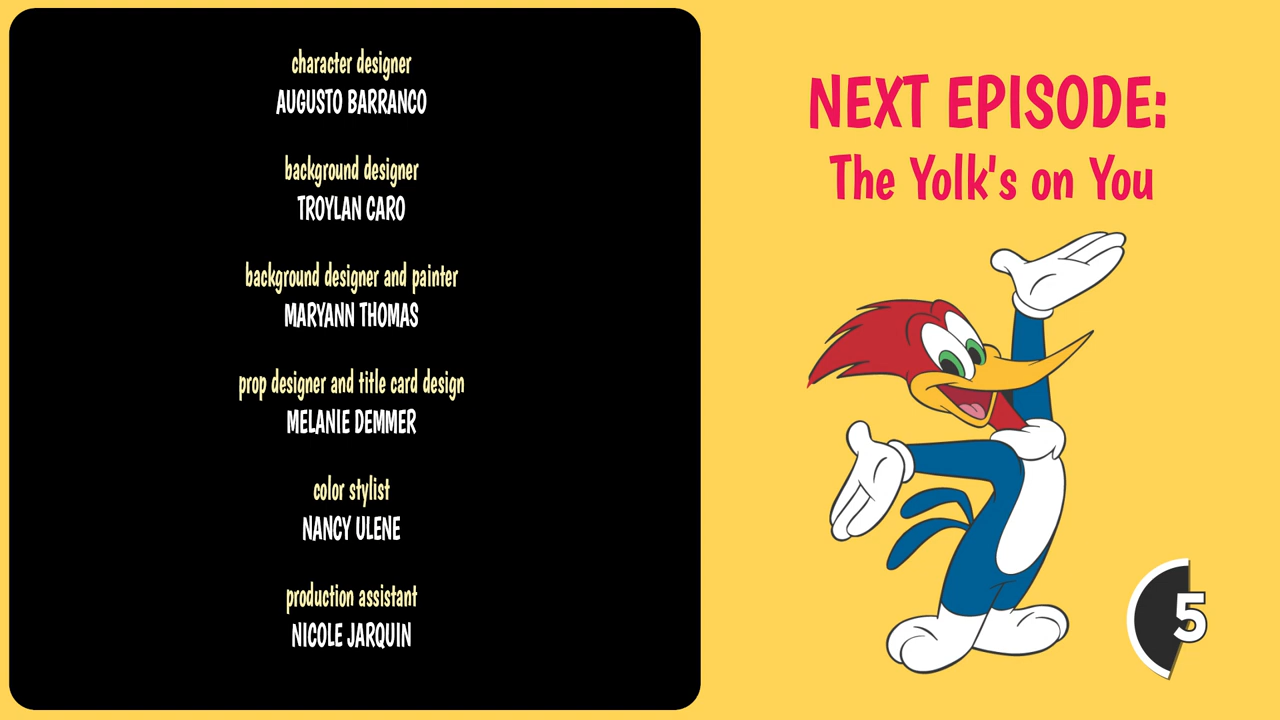 character designer
AUGUSTO BARRANCO
background designer
TROYLAN CARO
background designer and painter
MARYANN THOMAS
prop designer and title card design
MELANIE DEMMER
color stylist
NANCY ULENE
production assistant
NICOLE JARQUIN
NEXT EPISODE:
The Yolk's on You
5